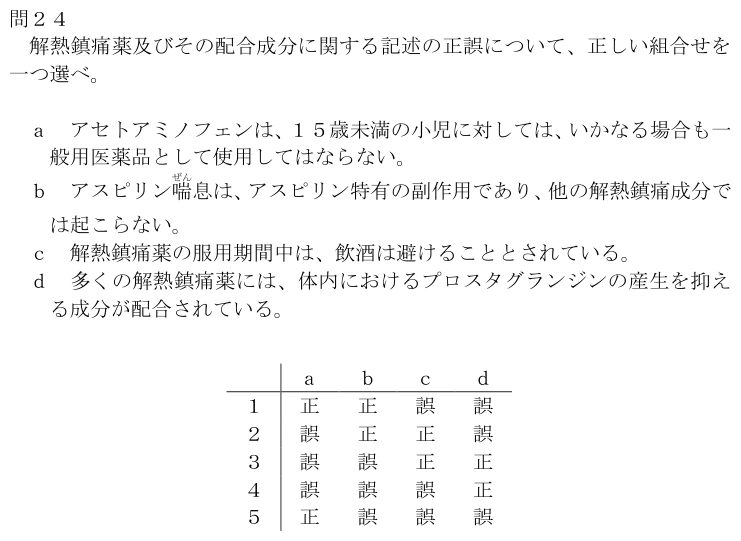 問２４
解熱鎮痛薬及びその配合成分に関する記述の正誤について、正しい組合せを
一つ選べ。
a　アセトアミノフェンは、１５歳未満の小児に対しては、いかなる場合も一
般用医薬品として使用してはならない。
ぜん
b　アスピリン喘息は、アスピリン特有の副作用であり、他の解熱鎮痛成分で
は起こらない。
c　解熱鎮痛薬の服用期間中は、飲酒は避けることとされている。
d　多くの解熱鎮痛薬には、体内におけるプロスタグランジンの産生を抑え
る成分が配合されている。
a b c d
1 正 正 誤 誤
2 誤 正 正 誤
3 誤 誤 正 正
4 誤 誤 誤 正
5 正 誤 誤 誤